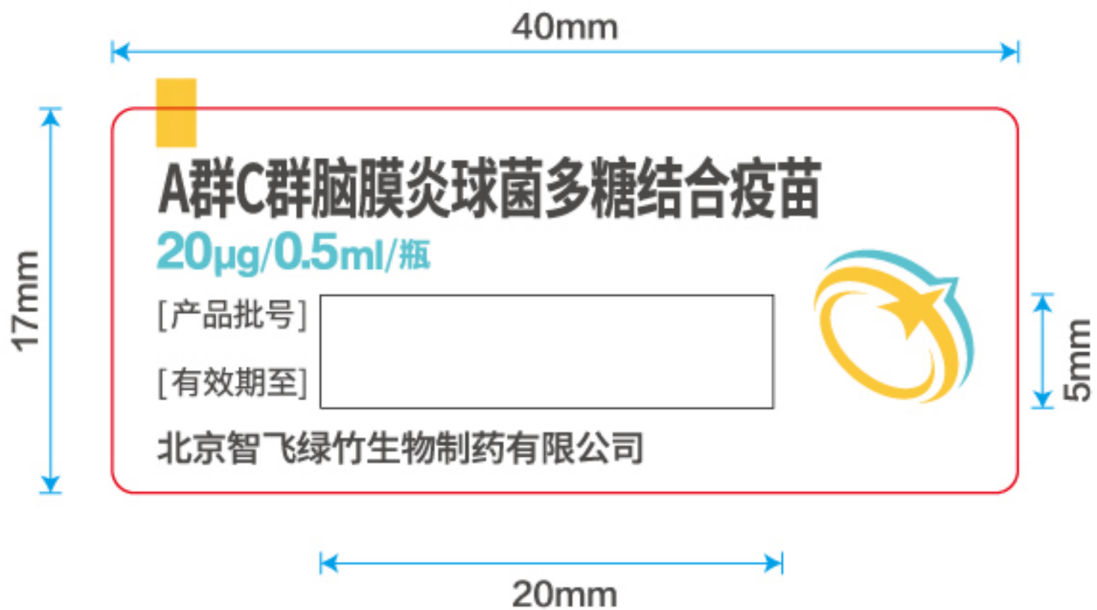 40mm
A群C群脑膜炎球菌多糖结合疫苗
20μg/0.5ml/瓶
[产品批号]
[有效期至]
北京智飞绿竹生物制药有限公司
17mm
5mm
20mm